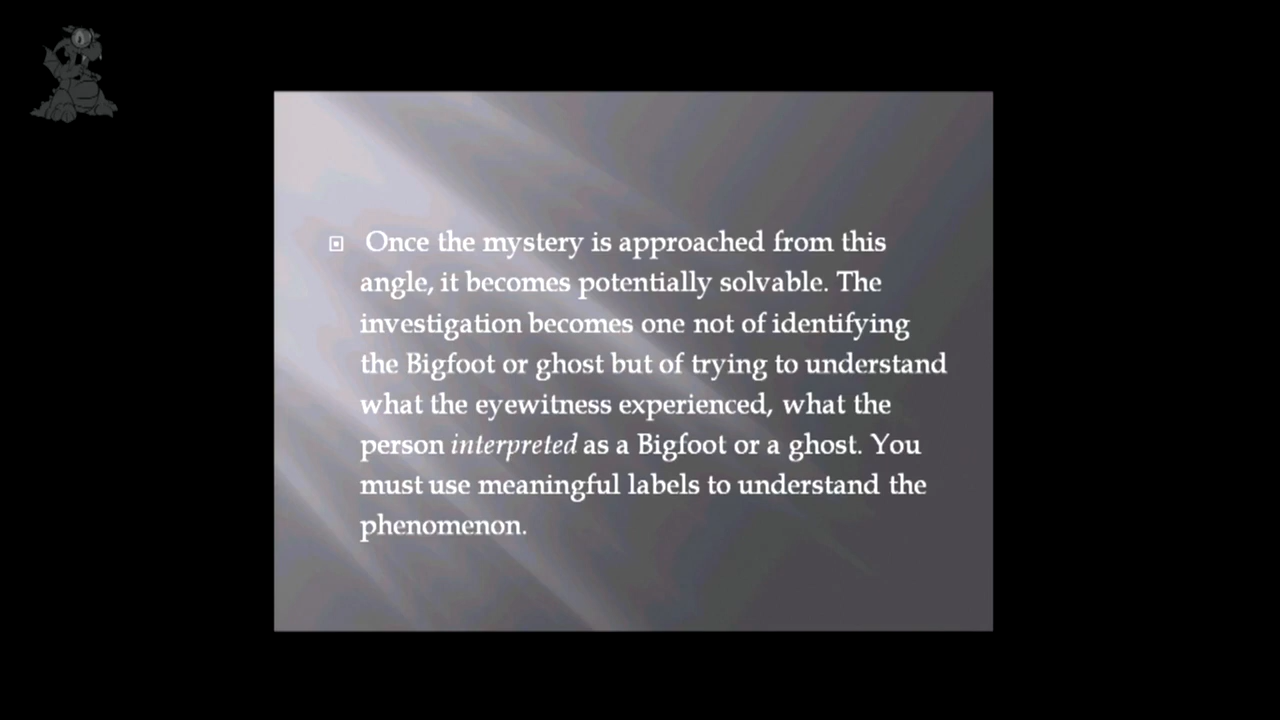 Once the mystery is approached from this
angle, it becomes potentially solvable. The
investigation becomes one not of identifying
the Bigfoot or ghost but of trying to understand
what the eyewitness experienced, what the
person interpreted as a Bigfoot or a ghost. You
must use meaningful labels to understand the
phenomenon.